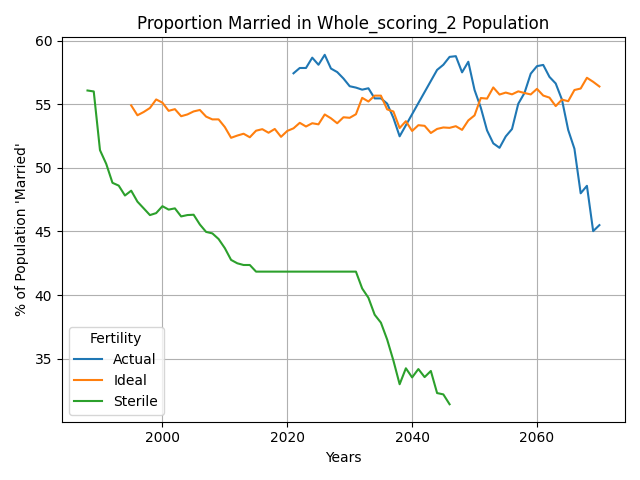 Proportion Married in Whole_scoring_2 Population
60
55
50
45
40
35
% of Population 'Married'
Fertility
Actual
Ideal
Sterile
2000
2020
2040
2060
Years